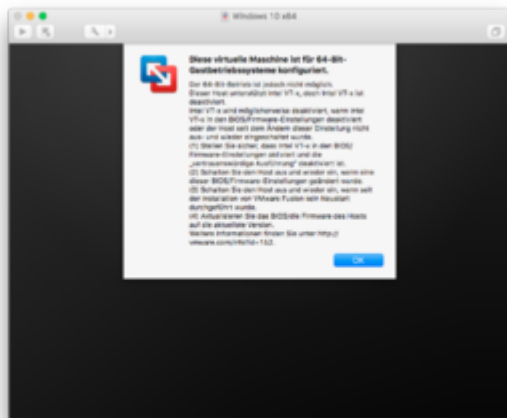 Windows 10 x64
Diese virtuelle Maschine ist für 64-Bit-
Gastbetriebssysteme konfiguriert.
Der 64-Bit-Betrieb ist jedoch nicht möglich.
Dieser Host unterstützt Intel VT-x, doch Intel VT-x ist
deaktiviert.
Intel VT-x wird möglicherweise deaktiviert, wenn Intel
VT-x in den BIOS/Firmware-Einstellungen deaktiviert
oder der Host seit dem Ändern dieser Einstellung nicht
aus- und wieder eingeschaltet wurde.
(1) Stellen Sie sicher, dass Intel VT-x in den BIOS/
Firmware-Einstellungen aktiviert und die
„vertrauenswürdige Ausführung“ deaktiviert ist.
(2) Schalten Sie den Host aus und wieder ein, wenn eine
dieser BIOS/Firmware-Einstellungen geändert wurde.
(3) Schalten Sie den Host aus und wieder ein, wenn seit
der Installation von VMware Fusion kein Neustart
durchgeführt wurde.
(4) Aktualisieren Sie das BIOS/die Firmware des Hosts
auf die aktuellste Version.
Weitere Informationen finden Sie unter http://
vmware.com/info?id=152.
OK